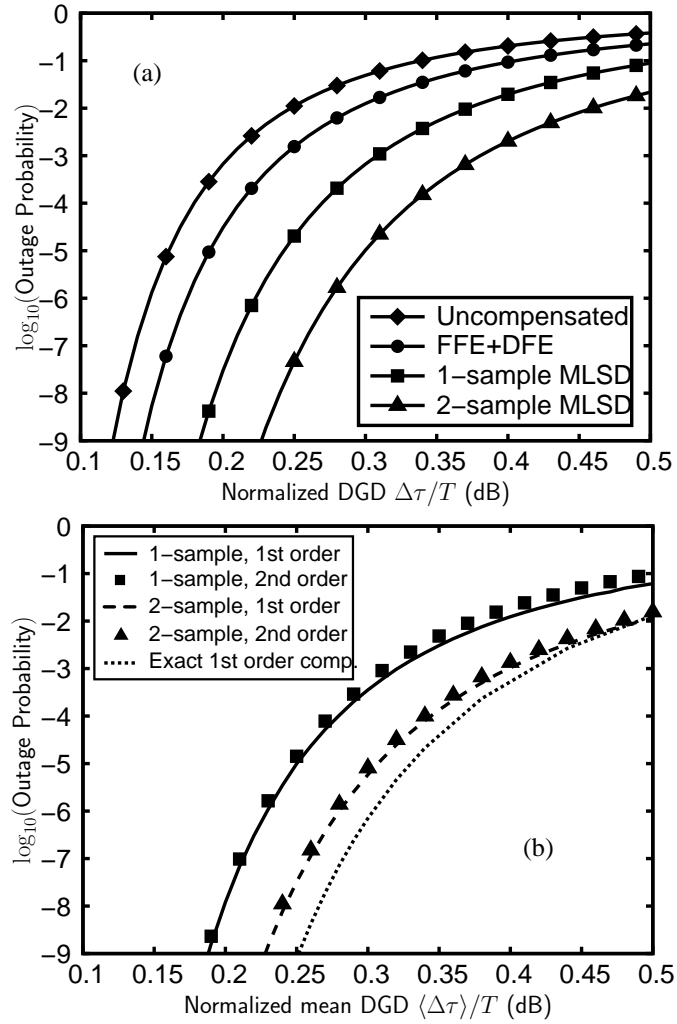 0
−1
(a)
−2
−3
−4
−5
−6
−7
−8
−9
log₁₀(Outage Probability)
Uncompensated
FFE+DFE
1−sample MLSD
2−sample MLSD
0.1 0.15 0.2 0.25 0.3 0.35 0.4 0.45 0.5
Normalized DGD Δτ/T (dB)
0
−1
−2
−3
−4
−5
−6
−7
−8
−9
log₁₀(Outage Probability)
1−sample, 1st order
1−sample, 2nd order
2−sample, 1st order
2−sample, 2nd order
Exact 1st order comp.
(b)
0.1 0.15 0.2 0.25 0.3 0.35 0.4 0.45 0.5
Normalized mean DGD ⟨Δτ⟩/T (dB)